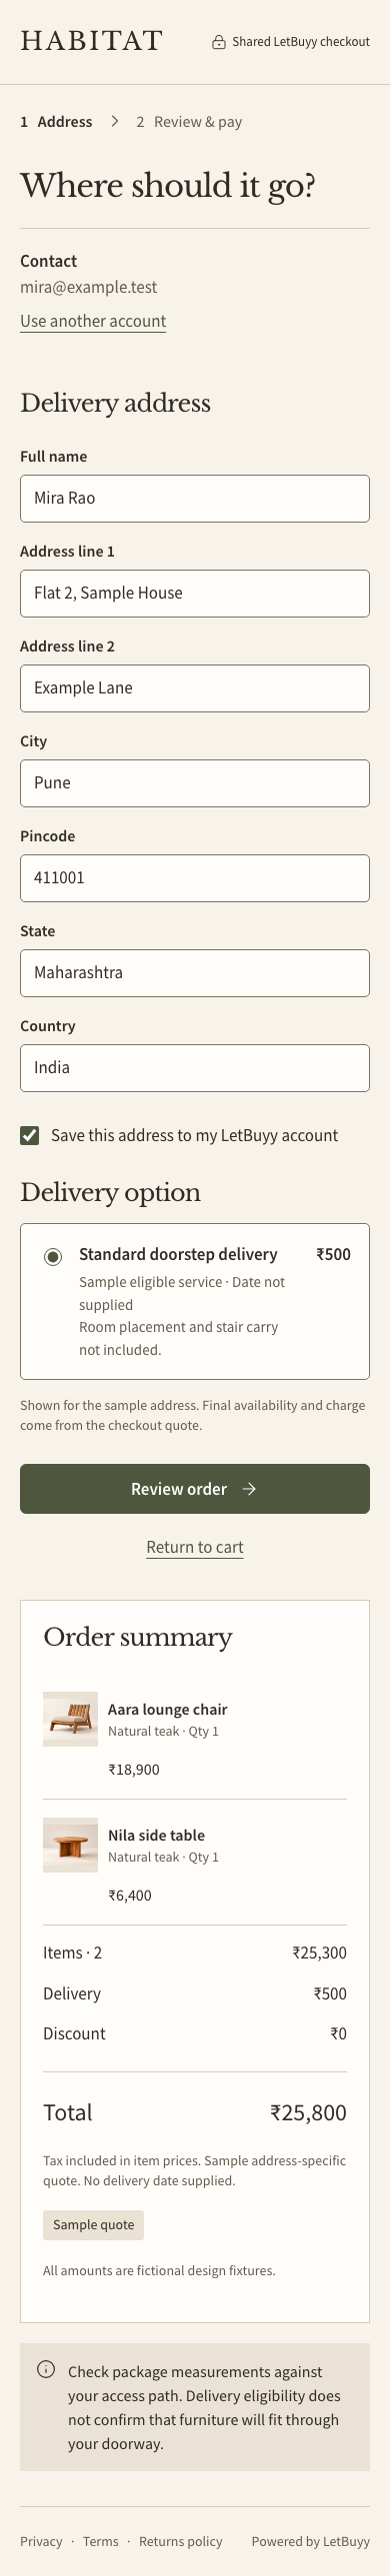 HABITAT
Shared LetBuyy checkout
1 Address
2 Review & pay
Where should it go?
Contact
mira@example.test
Use another account
Delivery address
Full name
Mira Rao
Address line 1
Flat 2, Sample House
Address line 2
Example Lane
City
Pune
Pincode
411001
State
Maharashtra
Country
India
Save this address to my LetBuyy account
Delivery option
Standard doorstep delivery ₹500
Sample eligible service · Date not
supplied
Room placement and stair carry
not included.
Shown for the sample address. Final availability and charge
come from the checkout quote.
Review order
Return to cart
Order summary
Aara lounge chair
Natural teak · Qty 1
₹18,900
Nila side table
Natural teak · Qty 1
₹6,400
Items · 2 ₹25,300
Delivery ₹500
Discount ₹0
Total ₹25,800
Tax included in item prices. Sample address-specific
quote. No delivery date supplied.
Sample quote
All amounts are fictional design fixtures.
Check package measurements against
your access path. Delivery eligibility does
not confirm that furniture will fit through
your doorway.
Privacy · Terms · Returns policy Powered by LetBuyy